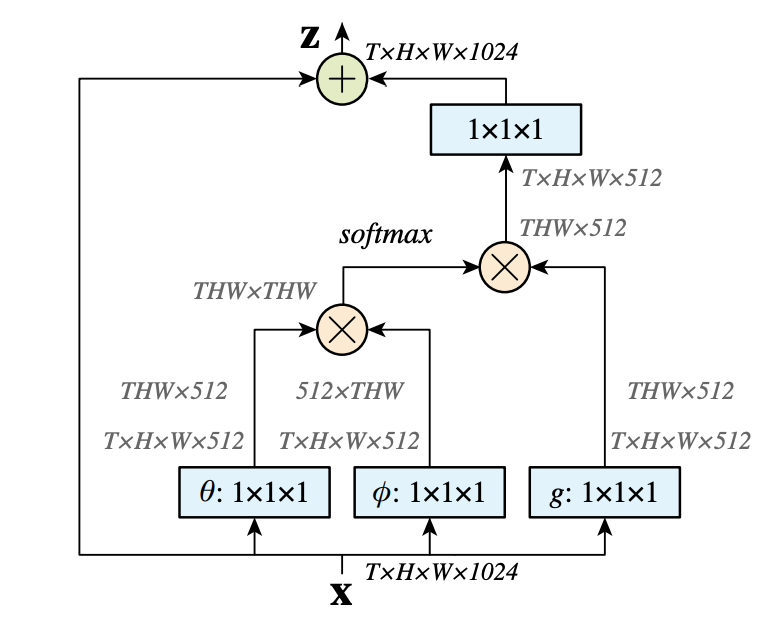 z
T×H×W×1024
1×1×1
T×H×W×512
THW×512
softmax
THW×THW
THW×512
512×THW
THW×512
T×H×W×512
T×H×W×512
T×H×W×512
θ: 1×1×1
ϕ: 1×1×1
g: 1×1×1
T×H×W×1024
x